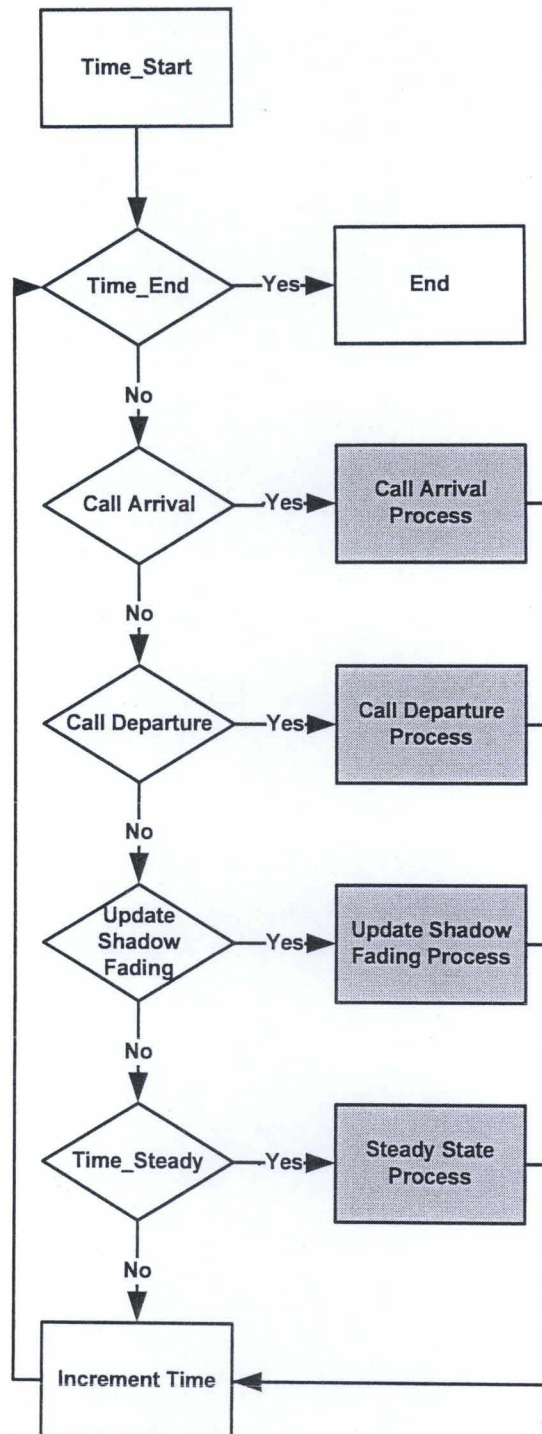 Time_Start
Time_End
Yes
End
No
Call Arrival
Yes
Call Arrival
Process
No
Call Departure
Yes
Call Departure
Process
No
Update
Shadow
Fading
Yes
Update Shadow
Fading Process
No
Time_Steady
Yes
Steady State
Process
No
Increment Time